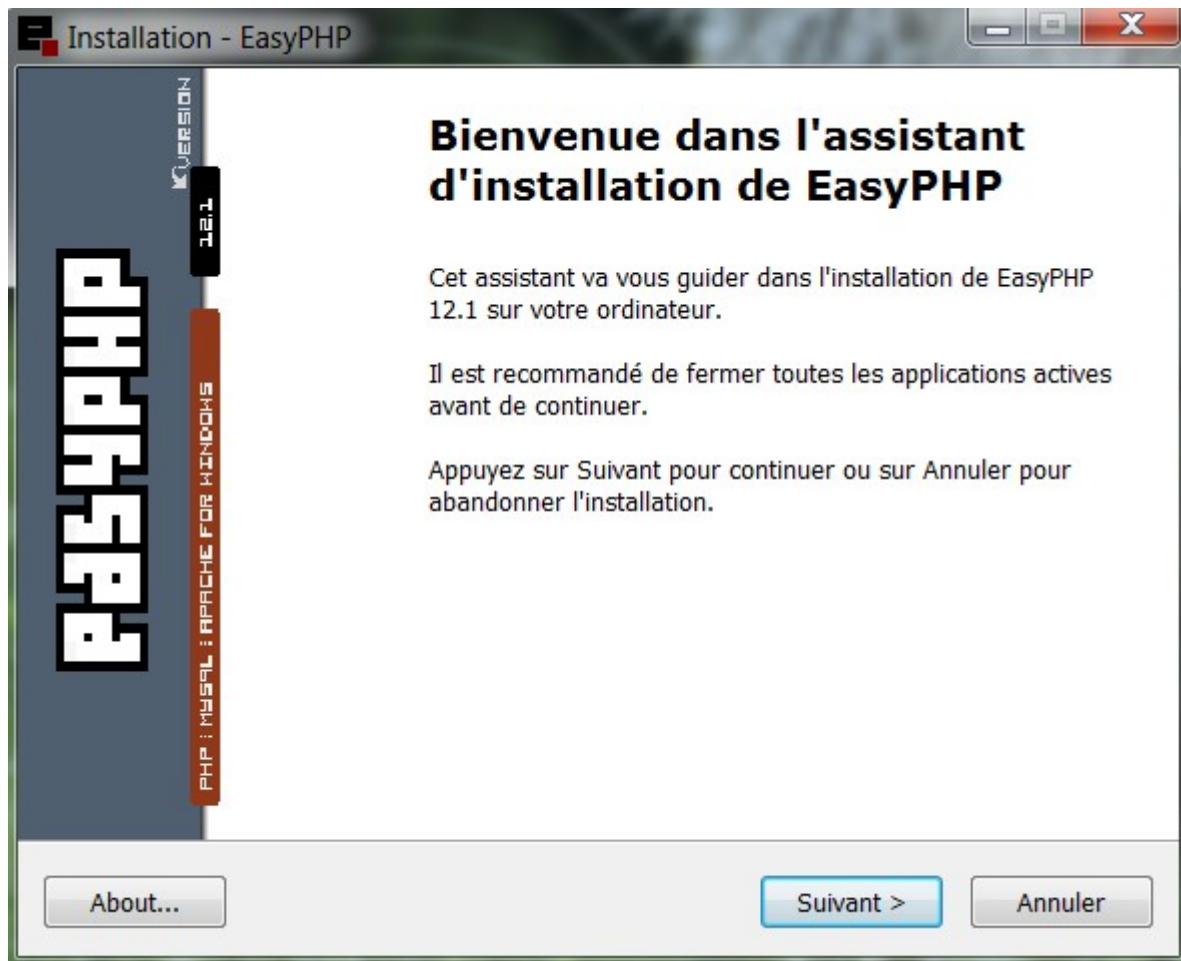 Installation - EasyPHP
VERSION
12.1
easyPHP
PHP : MYSQL : APACHE FOR WINDOWS
Bienvenue dans l'assistant
d'installation de EasyPHP
Cet assistant va vous guider dans l'installation de EasyPHP
12.1 sur votre ordinateur.
Il est recommandé de fermer toutes les applications actives
avant de continuer.
Appuyez sur Suivant pour continuer ou sur Annuler pour
abandonner l'installation.
About...
Suivant >
Annuler